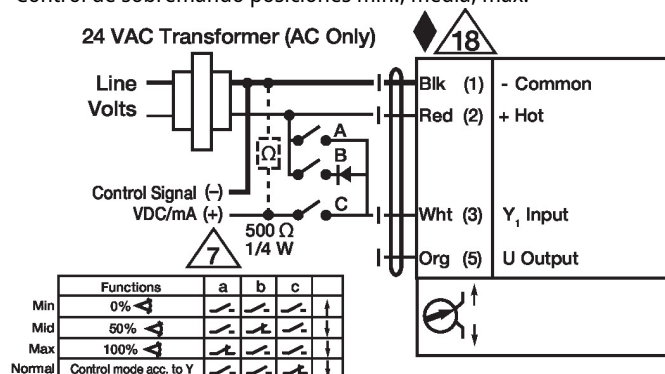 Control de sobremando posiciones min., media, max.
24 VAC Transformer (AC Only)
18
Line
Volts
Blk (1) - Common
Red (2) + Hot
A
Ω
B
Control Signal (-)
VDC/mA (+)
C
Wht (3) Y1 Input
500 Ω
1/4 W
7
Org (5) U Output
Functions a b c
Min 0%
Mid 50%
Max 100%
Normal Control mode acc. to Y